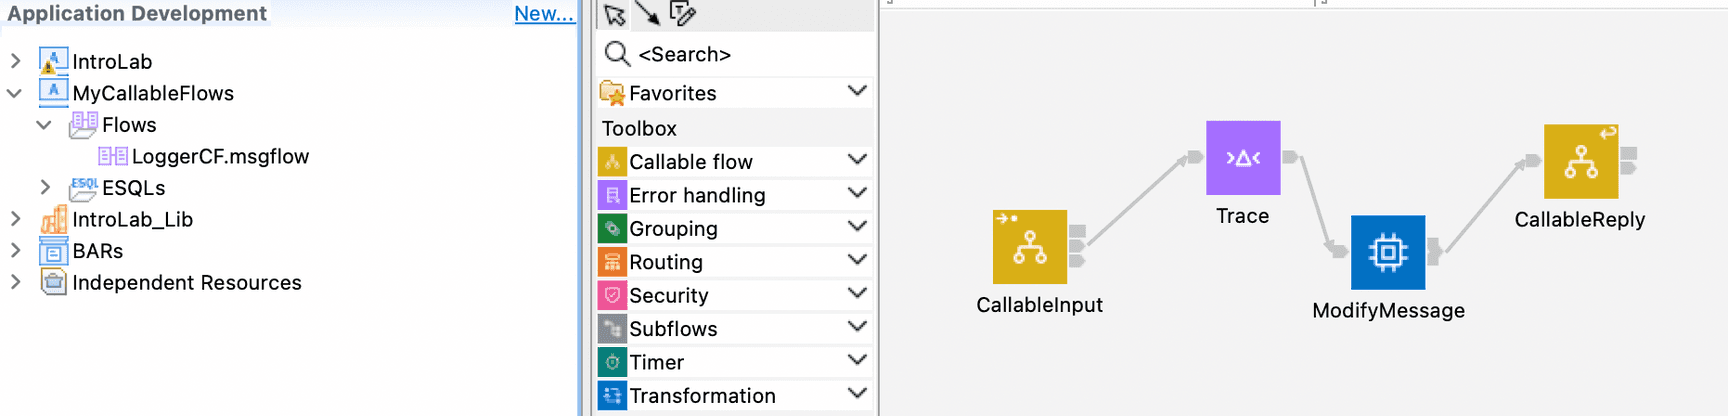 Application Development New...
IntroLab
MyCallableFlows
Flows
LoggerCF.msgflow
ESQL ESQLs
IntroLab_Lib
BARs
Independent Resources
<Search>
Favorites
Toolbox
Callable flow
Error handling
Grouping
Routing
Security
Subflows
Timer
Transformation
CallableInput
Trace
ModifyMessage
CallableReply